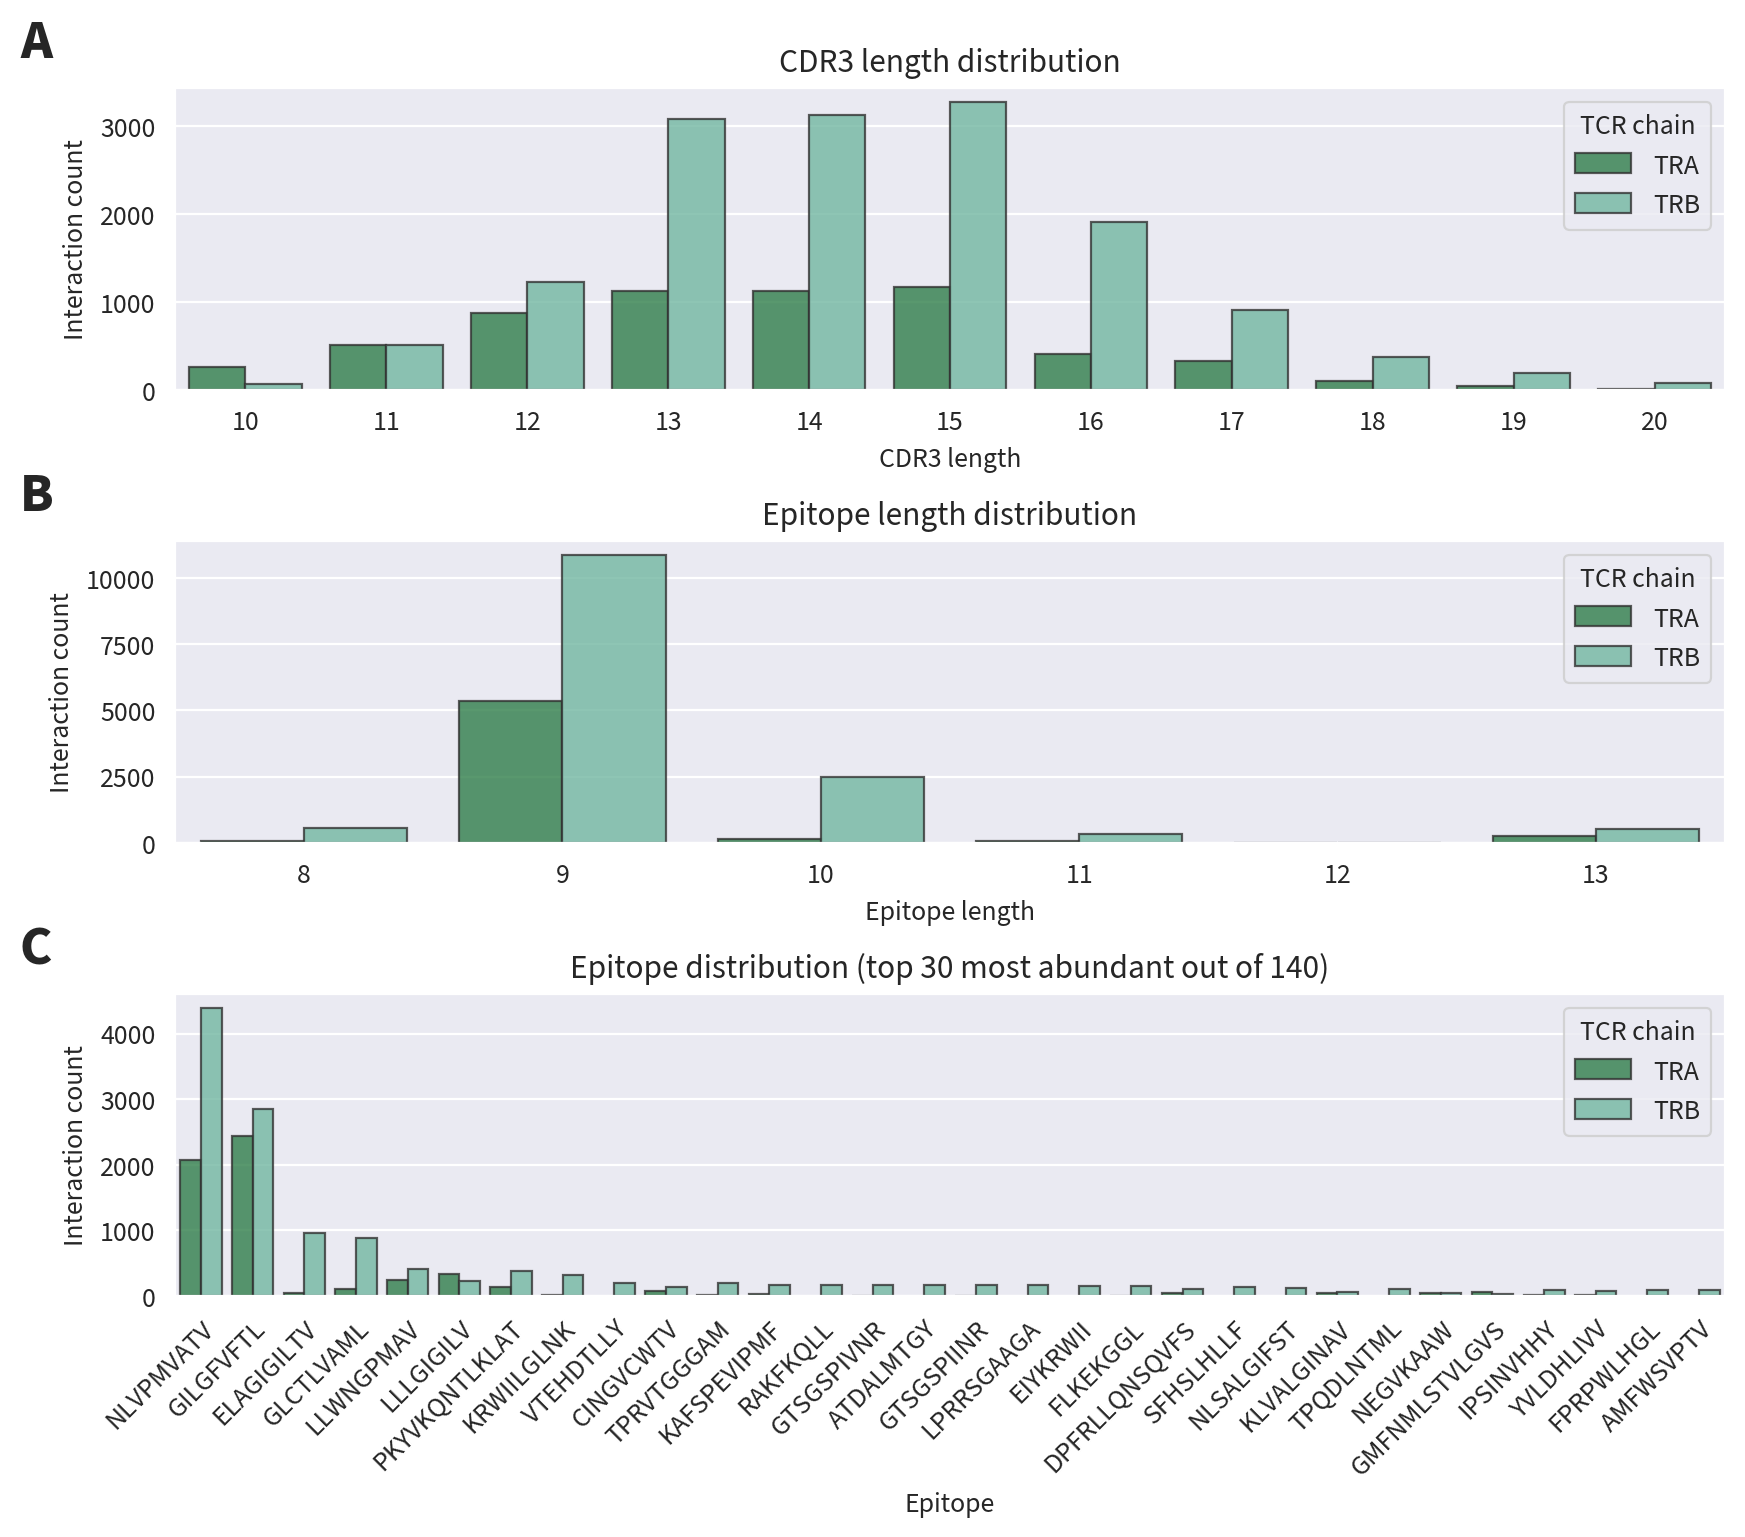 A
CDR3 length distribution
Interaction count
3000
2000
1000
0
TCR chain
TRA
TRB
10 11 12 13 14 15 16 17 18 19 20
CDR3 length
B
Epitope length distribution
Interaction count
10000
7500
5000
2500
0
TCR chain
TRA
TRB
8 9 10 11 12 13
Epitope length
C
Epitope distribution (top 30 most abundant out of 140)
Interaction count
4000
3000
2000
1000
0
TCR chain
TRA
TRB
NLVPMVATV
GILGFVFTL
ELAGIGILTV
GLCTLVAML
LLWNGPMAV
LLLGIGILV
PKYVKQNTLKLAT
KRWIILGLNK
VTEHDTLLY
CINGVCWTV
TPRVTGGGAM
KAFSPEVIPMF
RAKFKQLL
GTSGSPIVNR
ATDALMTGY
GTSGSPIINR
LPRRSGAAGA
EIYKRWII
FLKEKGGL
DPFRLLQNSQVFS
SFHSLHLLF
NLSALGIFST
KLVALGINAV
TPQDLNTML
NEGVKAAW
GMFNMLSTVLGVS
IPSINVHHY
YVLDHLIVV
FPRPWLHGL
AMFWSVPTV
Epitope